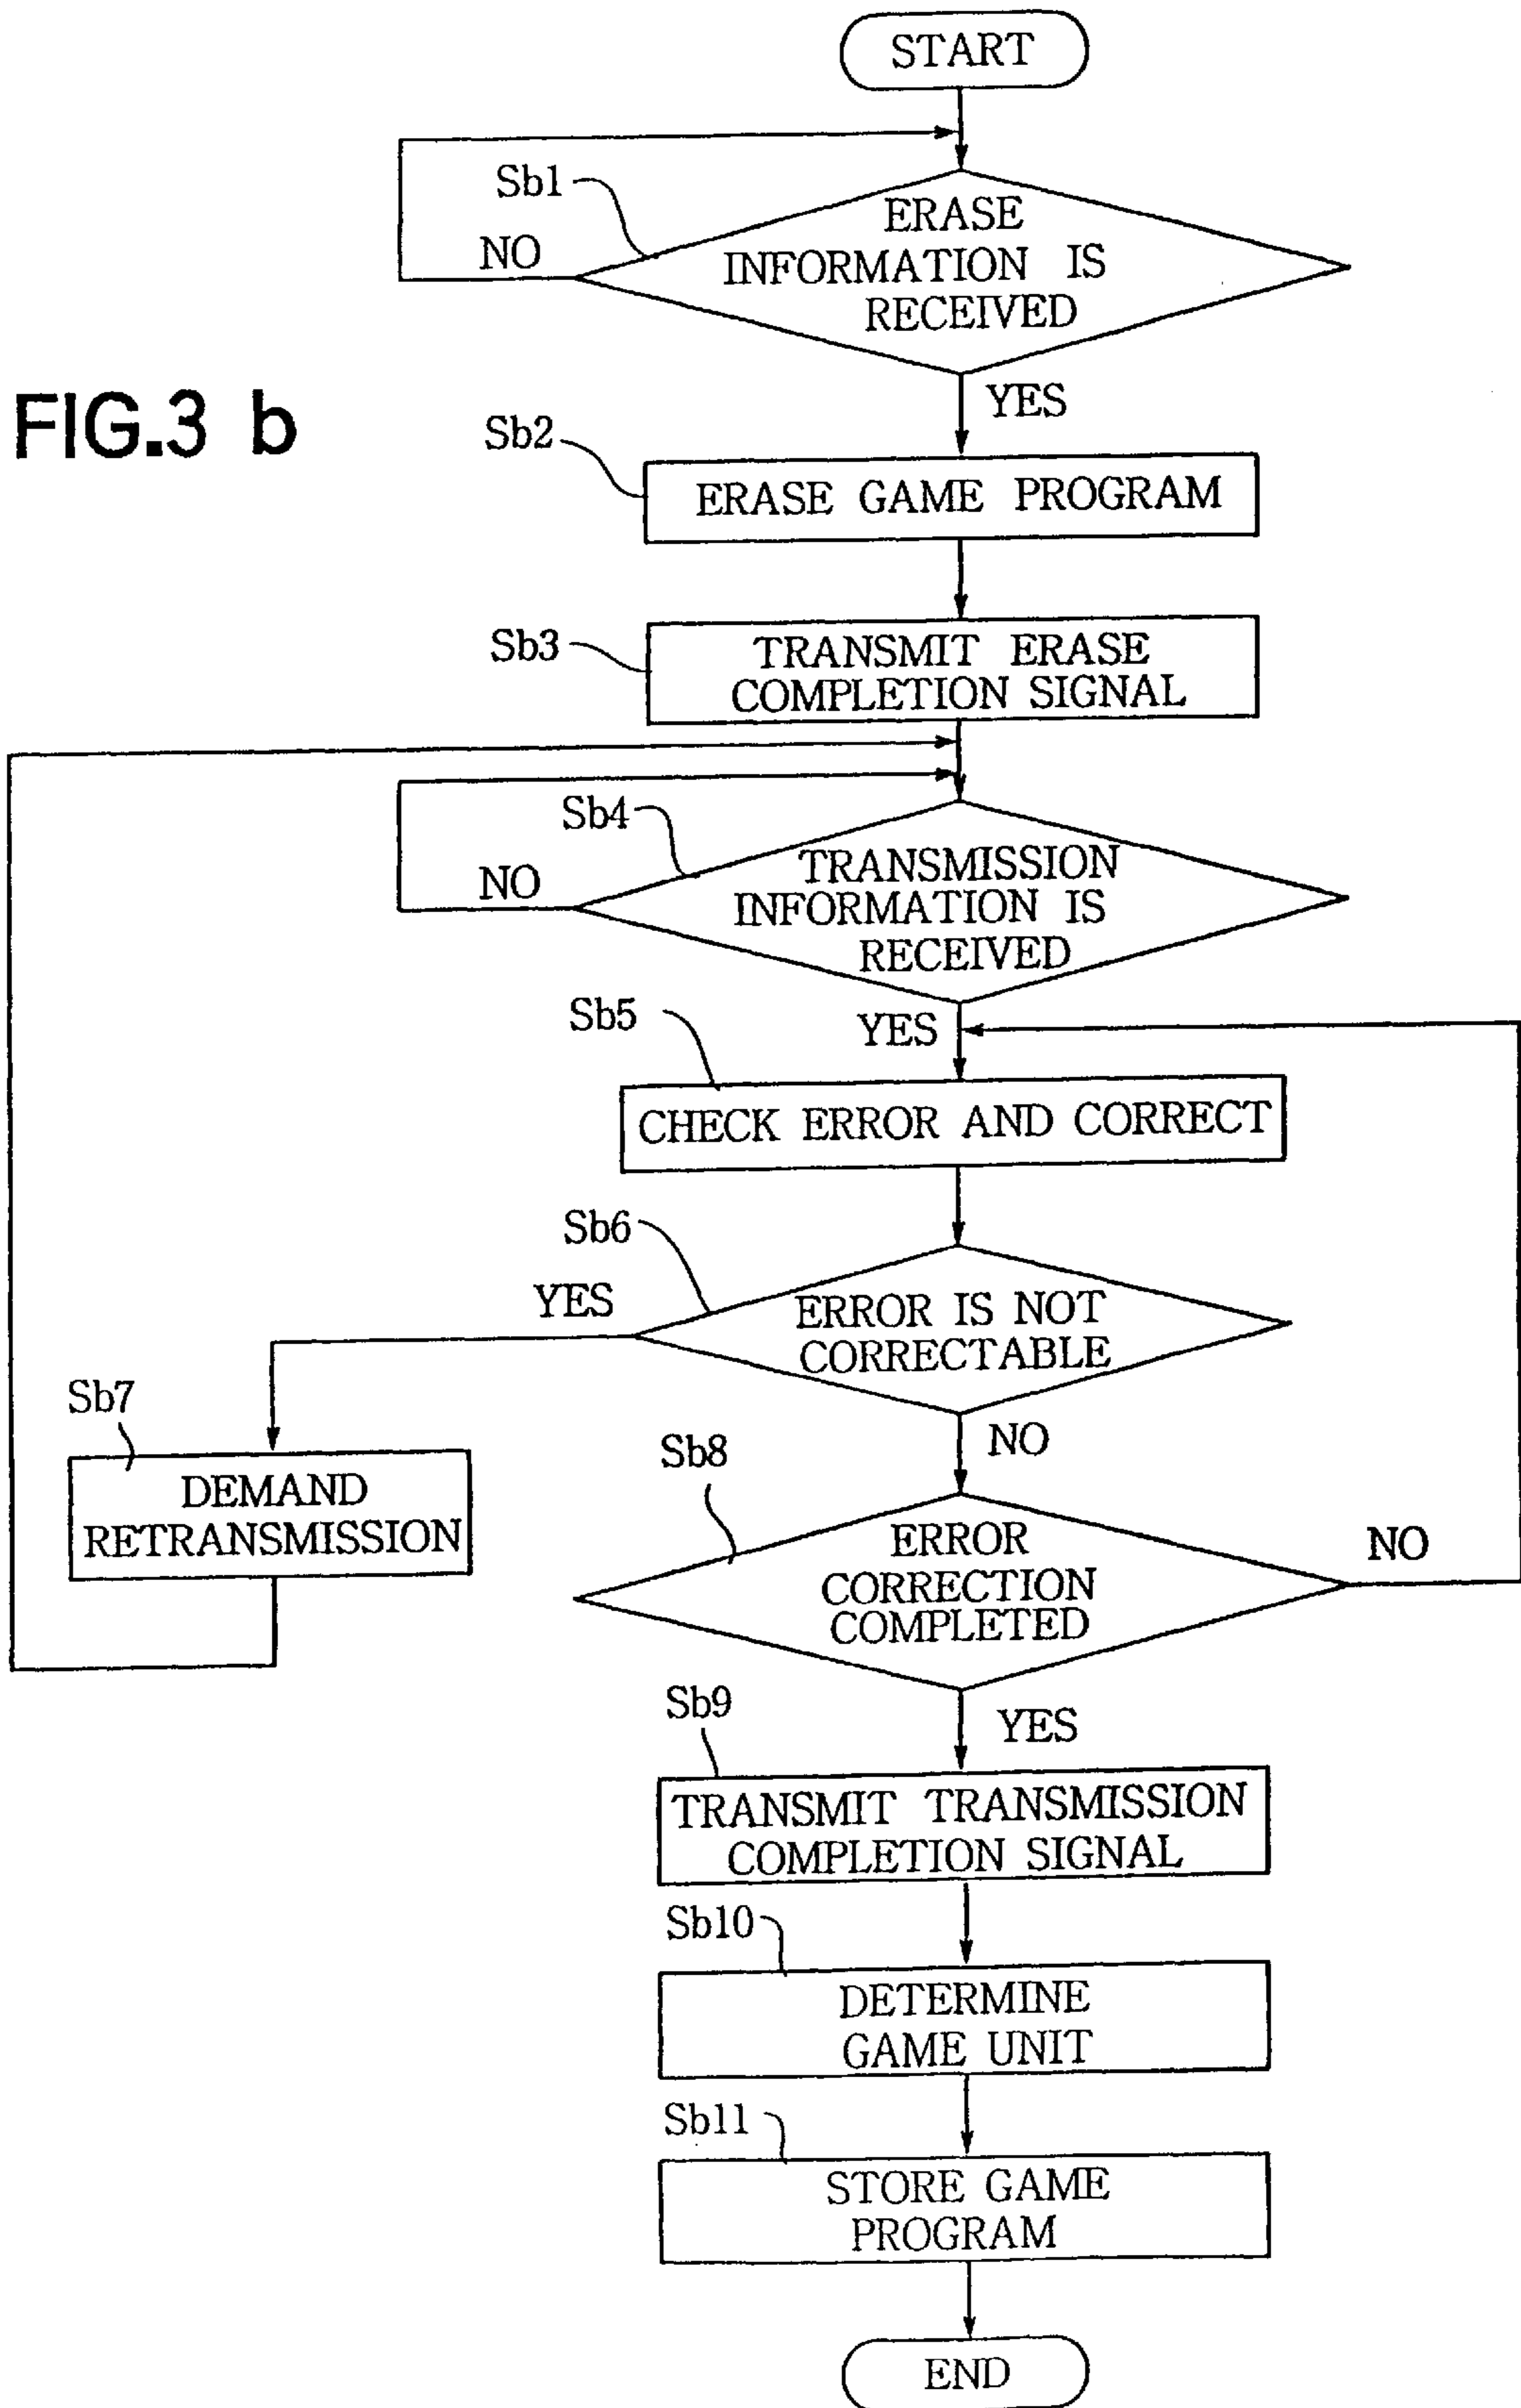 START
Sb1
ERASE
INFORMATION IS
RECEIVED
NO
YES
FIG.3 b
Sb2
ERASE GAME PROGRAM
Sb3
TRANSMIT ERASE
COMPLETION SIGNAL
Sb4
TRANSMISSION
INFORMATION IS
RECEIVED
NO
YES
Sb5
CHECK ERROR AND CORRECT
Sb6
YES
ERROR IS NOT
CORRECTABLE
NO
Sb7
DEMAND
RETRANSMISSION
Sb8
ERROR
CORRECTION
COMPLETED
NO
YES
Sb9
TRANSMIT TRANSMISSION
COMPLETION SIGNAL
Sb10
DETERMINE
GAME UNIT
Sb11
STORE GAME
PROGRAM
END